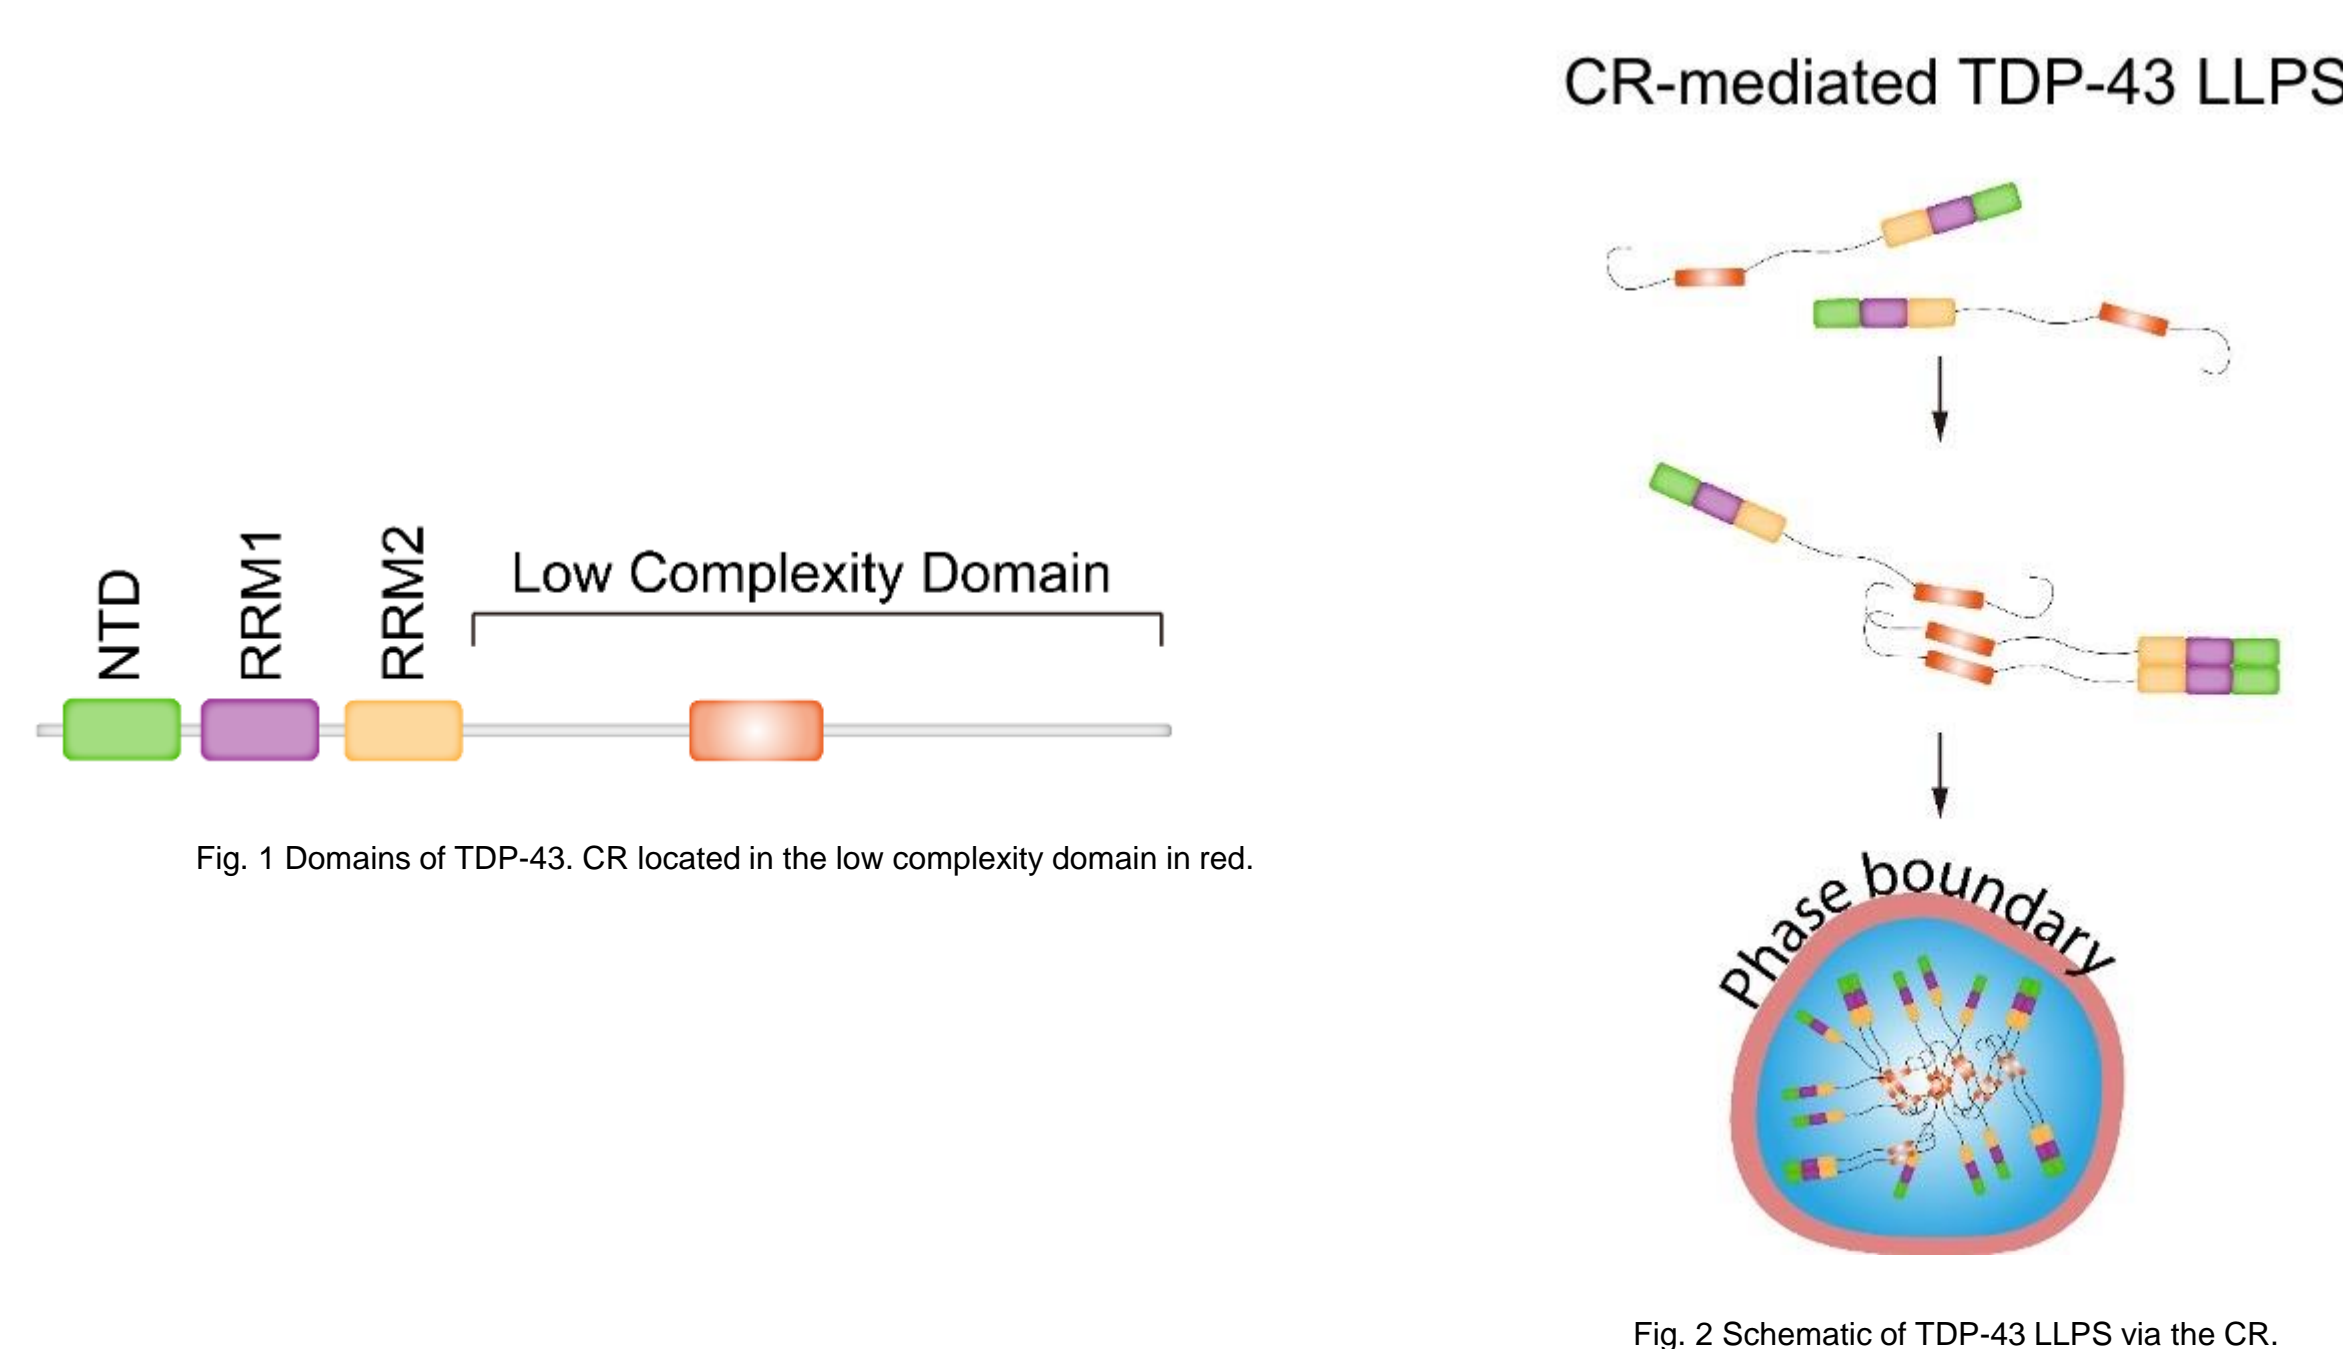 CR-mediated TDP-43 LLPS
NTD
RRM1
RRM2
Low Complexity Domain
Fig. 1 Domains of TDP-43. CR located in the low complexity domain in red.
Phase boundary
Fig. 2 Schematic of TDP-43 LLPS via the CR.